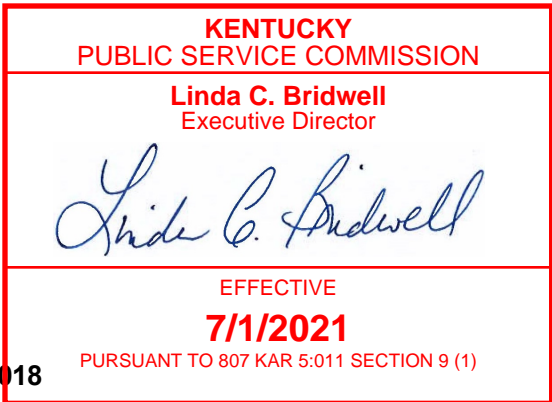 KENTUCKY
PUBLIC SERVICE COMMISSION
Linda C. Bridwell
Executive Director
Linda C. Bridwell
EFFECTIVE
7/1/2021
PURSUANT TO 807 KAR 5:011 SECTION 9 (1)
018